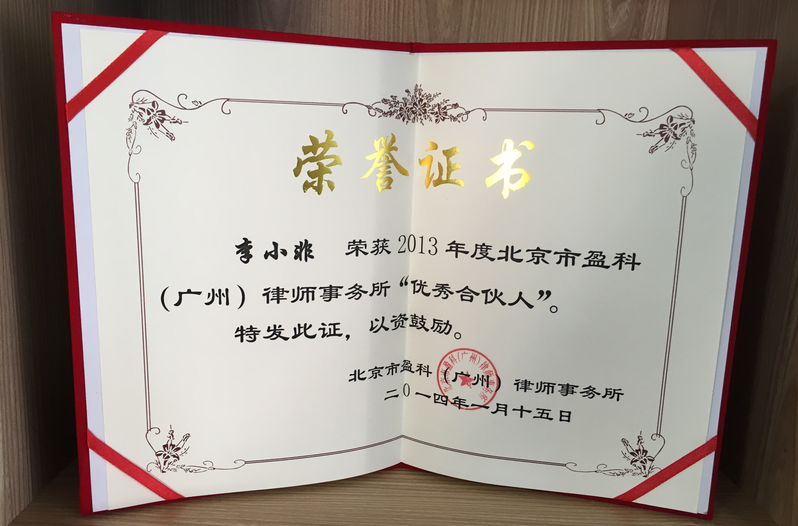 荣誉证书
李小非 荣获2013年度北京市盈科
（广州）律师事务所“优秀合伙人”。
特发此证，以资鼓励。
北京市盈科（广州）律师事务所
二0一四年一月十五日